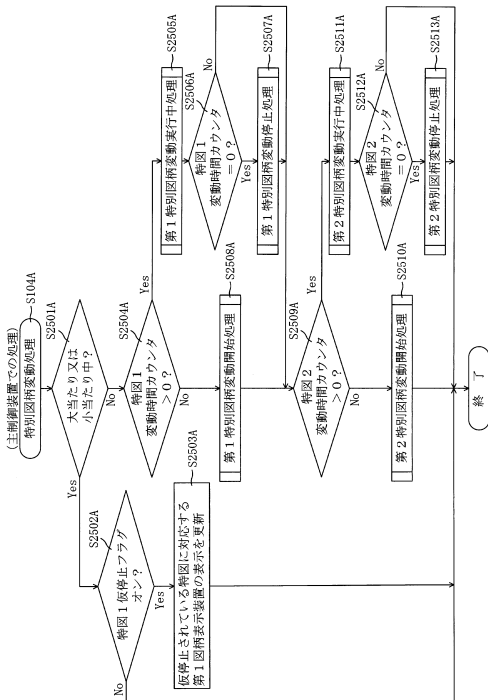 (主制御装置での処理)
特別図柄変動処理
S104A
大当たり又は
小当たり中?
S2501A
Yes
No
特図1仮停止フラグ
オン?
S2502A
No
Yes
仮停止されている特図に対応する
第1図柄表示装置の表示を更新
S2503A
特図1
変動時間カウンタ
>0?
S2504A
Yes
No
第1特別図柄変動実行中処理
S2505A
特図1
変動時間カウンタ
=0?
S2506A
No
Yes
第1特別図柄変動停止処理
S2507A
第1特別図柄変動開始処理
S2508A
特図2
変動時間カウンタ
>0?
S2509A
Yes
No
第2特別図柄変動開始処理
S2510A
第2特別図柄変動実行中処理
S2511A
特図2
変動時間カウンタ
=0?
S2512A
No
Yes
第2特別図柄変動停止処理
S2513A
終了